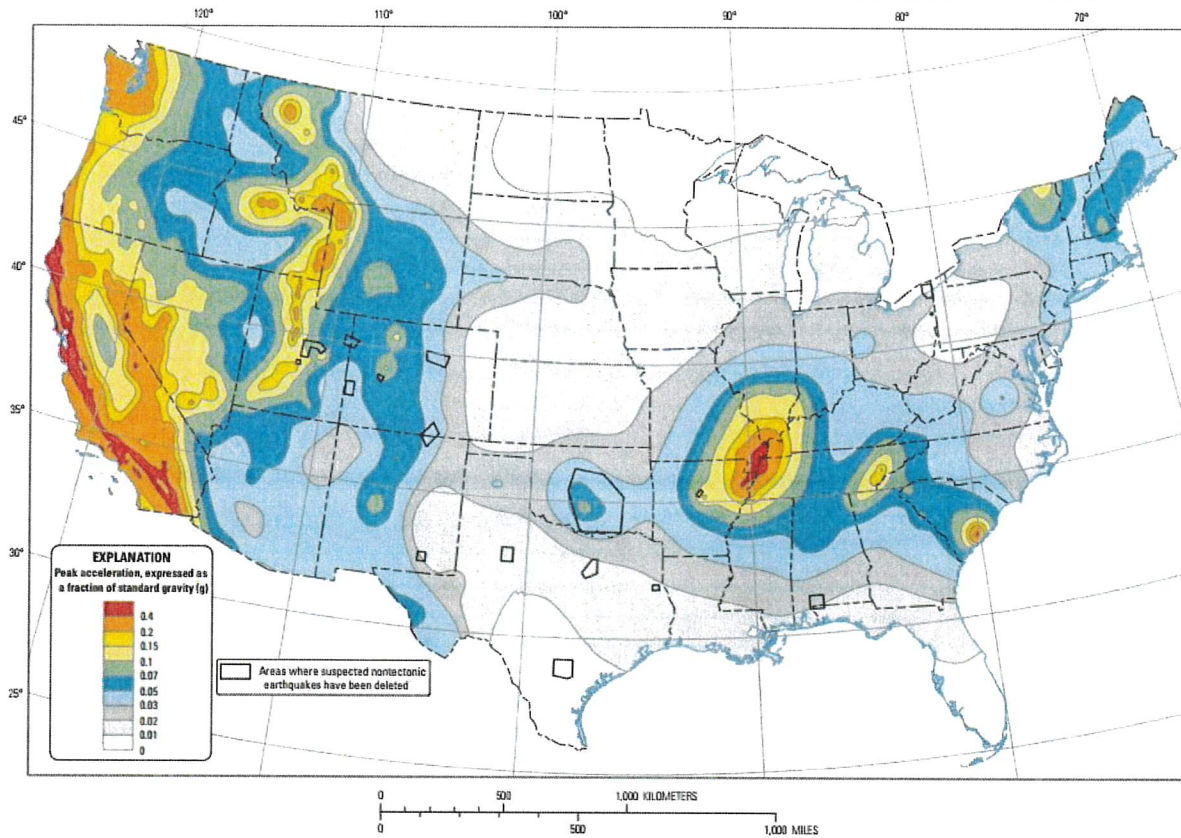 120° 110° 100° 90° 80° 70°
45°
40°
35°
30°
25°
EXPLANATION
Peak acceleration, expressed as
a fraction of standard gravity (g)
0.4
0.2
0.15
0.1
0.07
0.05
0.03
0.02
0.01
0
Areas where suspected nontectonic
earthquakes have been deleted
0 500 1,000 KILOMETERS
0 500 1,000 MILES